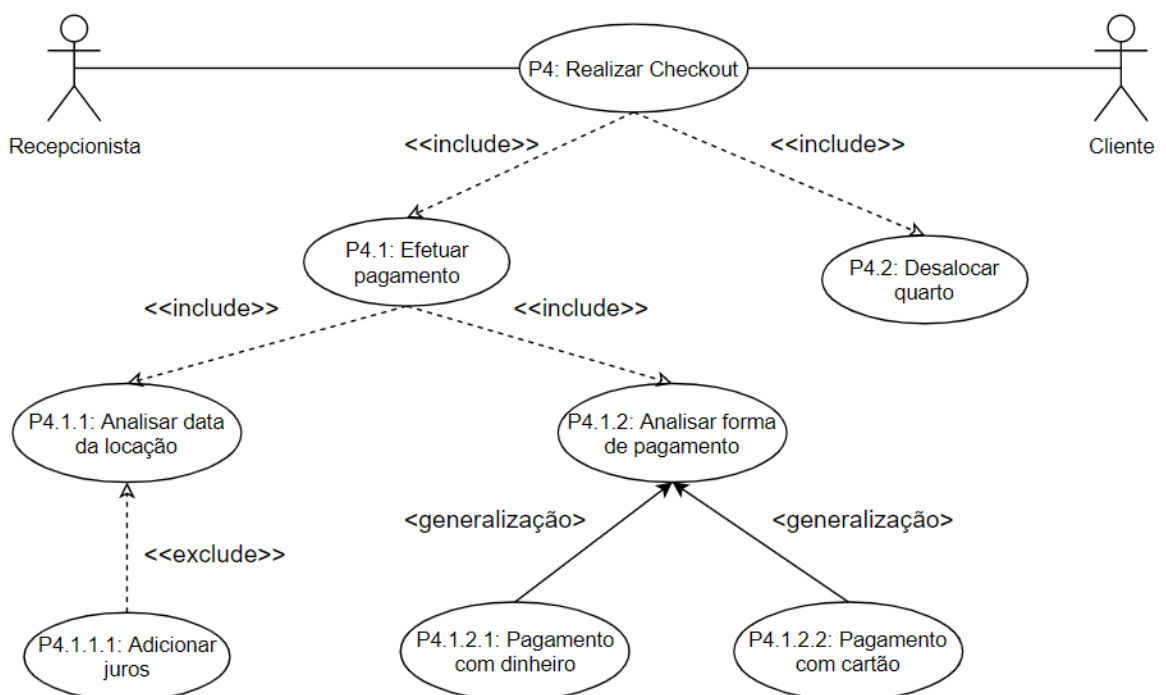 P4: Realizar Checkout
Recepcionista
Cliente
<<include>>
<<include>>
P4.1: Efetuar
pagamento
P4.2: Desalocar
quarto
<<include>>
<<include>>
P4.1.1: Analisar data
da locação
P4.1.2: Analisar forma
de pagamento
<<exclude>>
<generalização>
<generalização>
P4.1.1.1: Adicionar
juros
P4.1.2.1: Pagamento
com dinheiro
P4.1.2.2: Pagamento
com cartão